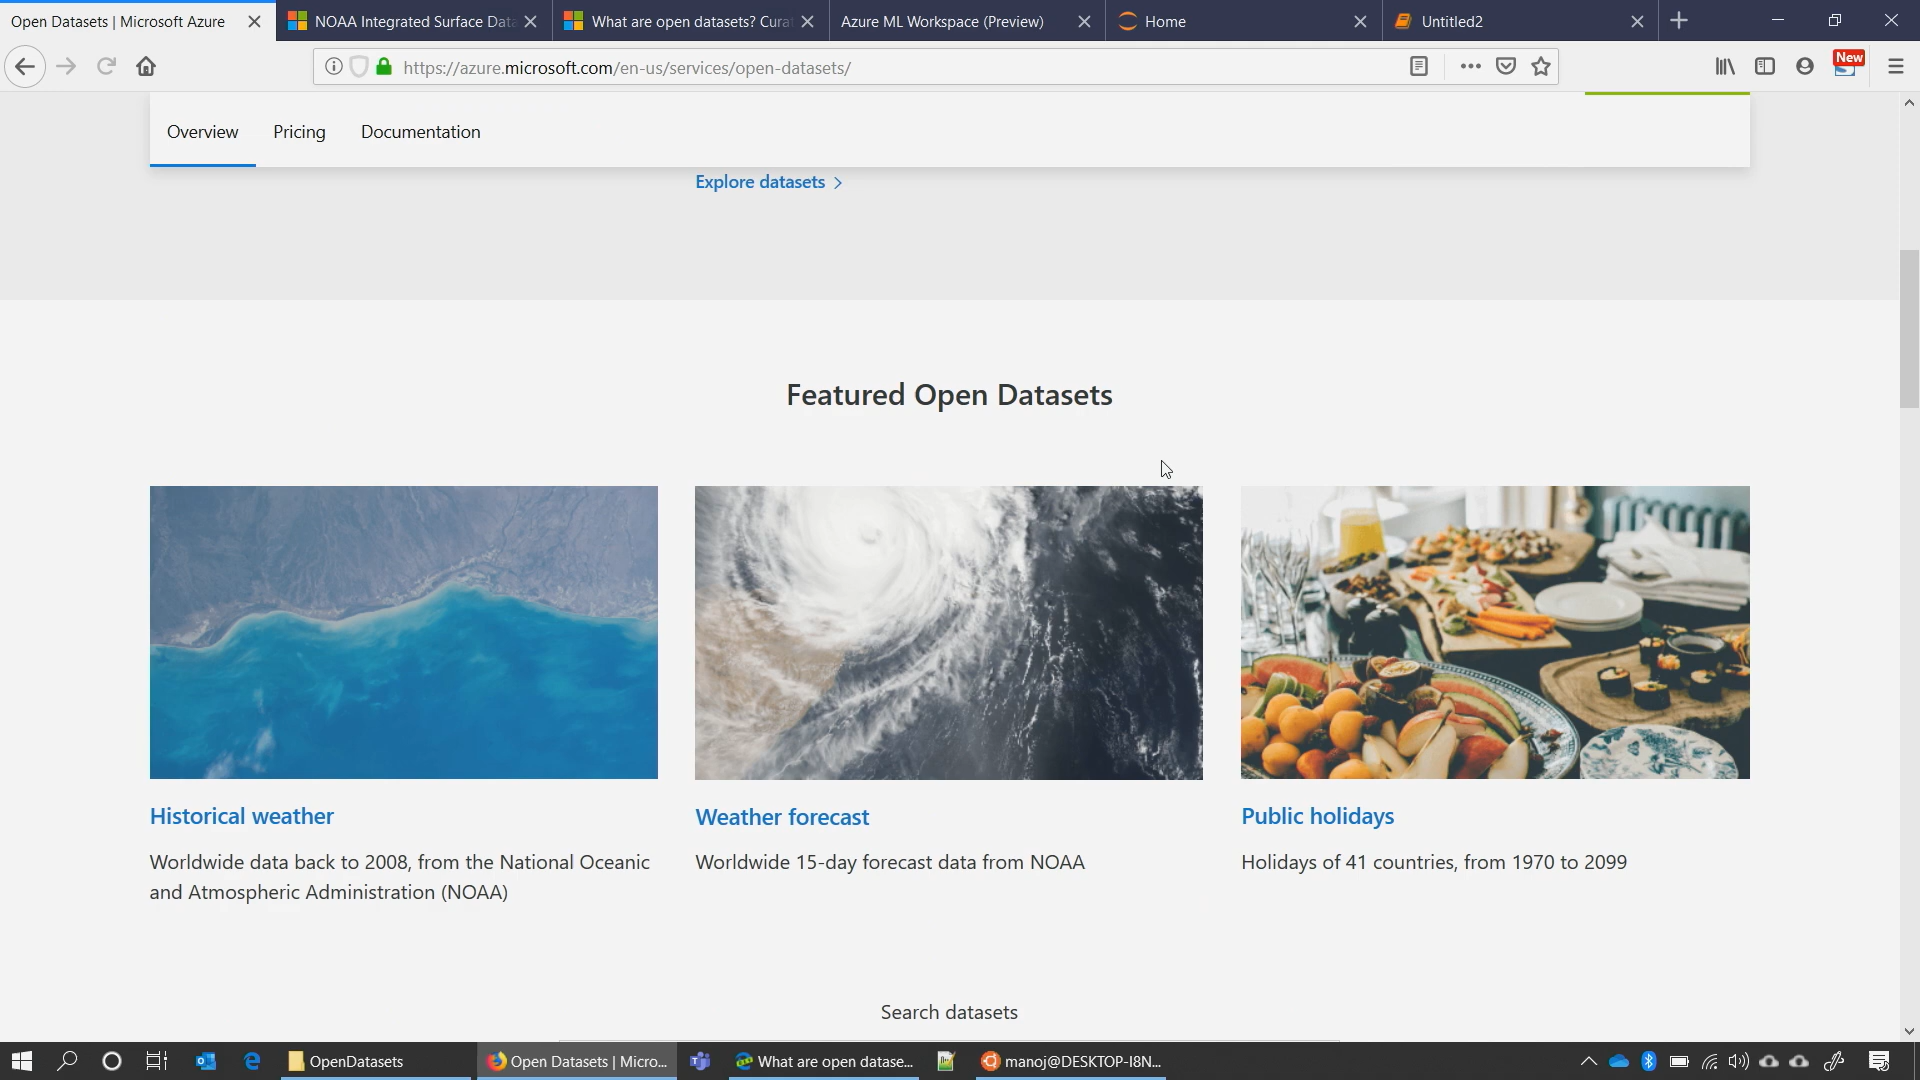 Open Datasets | Microsoft Azure
NOAA Integrated Surface Data
What are open datasets? Cura
Azure ML Workspace (Preview)
Home
Untitled2
https://azure.microsoft.com/en-us/services/open-datasets/
New
Overview
Pricing
Documentation
Explore datasets
Featured Open Datasets
Historical weather
Worldwide data back to 2008, from the National Oceanic
and Atmospheric Administration (NOAA)
Weather forecast
Worldwide 15-day forecast data from NOAA
Public holidays
Holidays of 41 countries, from 1970 to 2099
Search datasets
OpenDatasets
Open Datasets | Micro...
What are open datase...
manoj@DESKTOP-I8N...